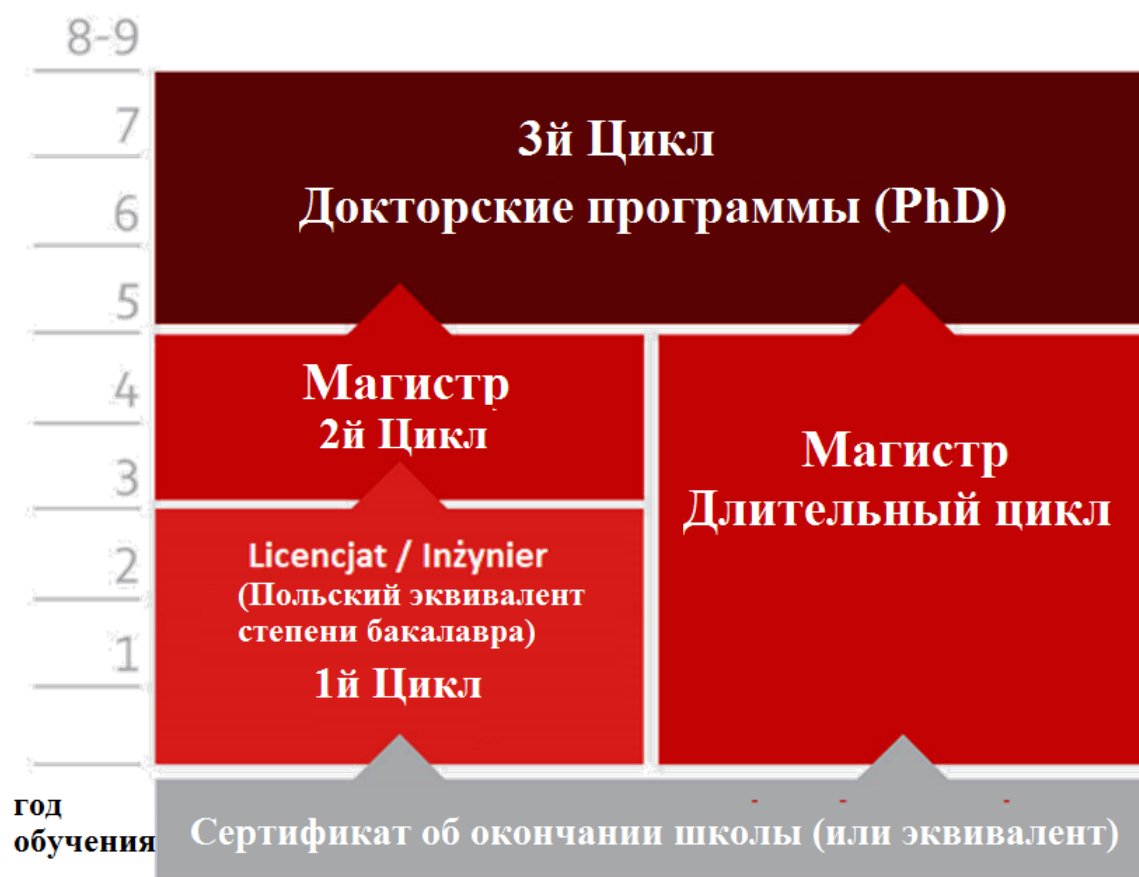 8-9
7
6
5
4
3
2
1
год
обучения
3й Цикл
Докторские программы (PhD)
Магистр
2й Цикл
Магистр
Длительный цикл
Licencjat / Inżynier
(Польский эквивалент
степени бакалавра)
1й Цикл
Сертификат об окончании школы (или эквивалент)